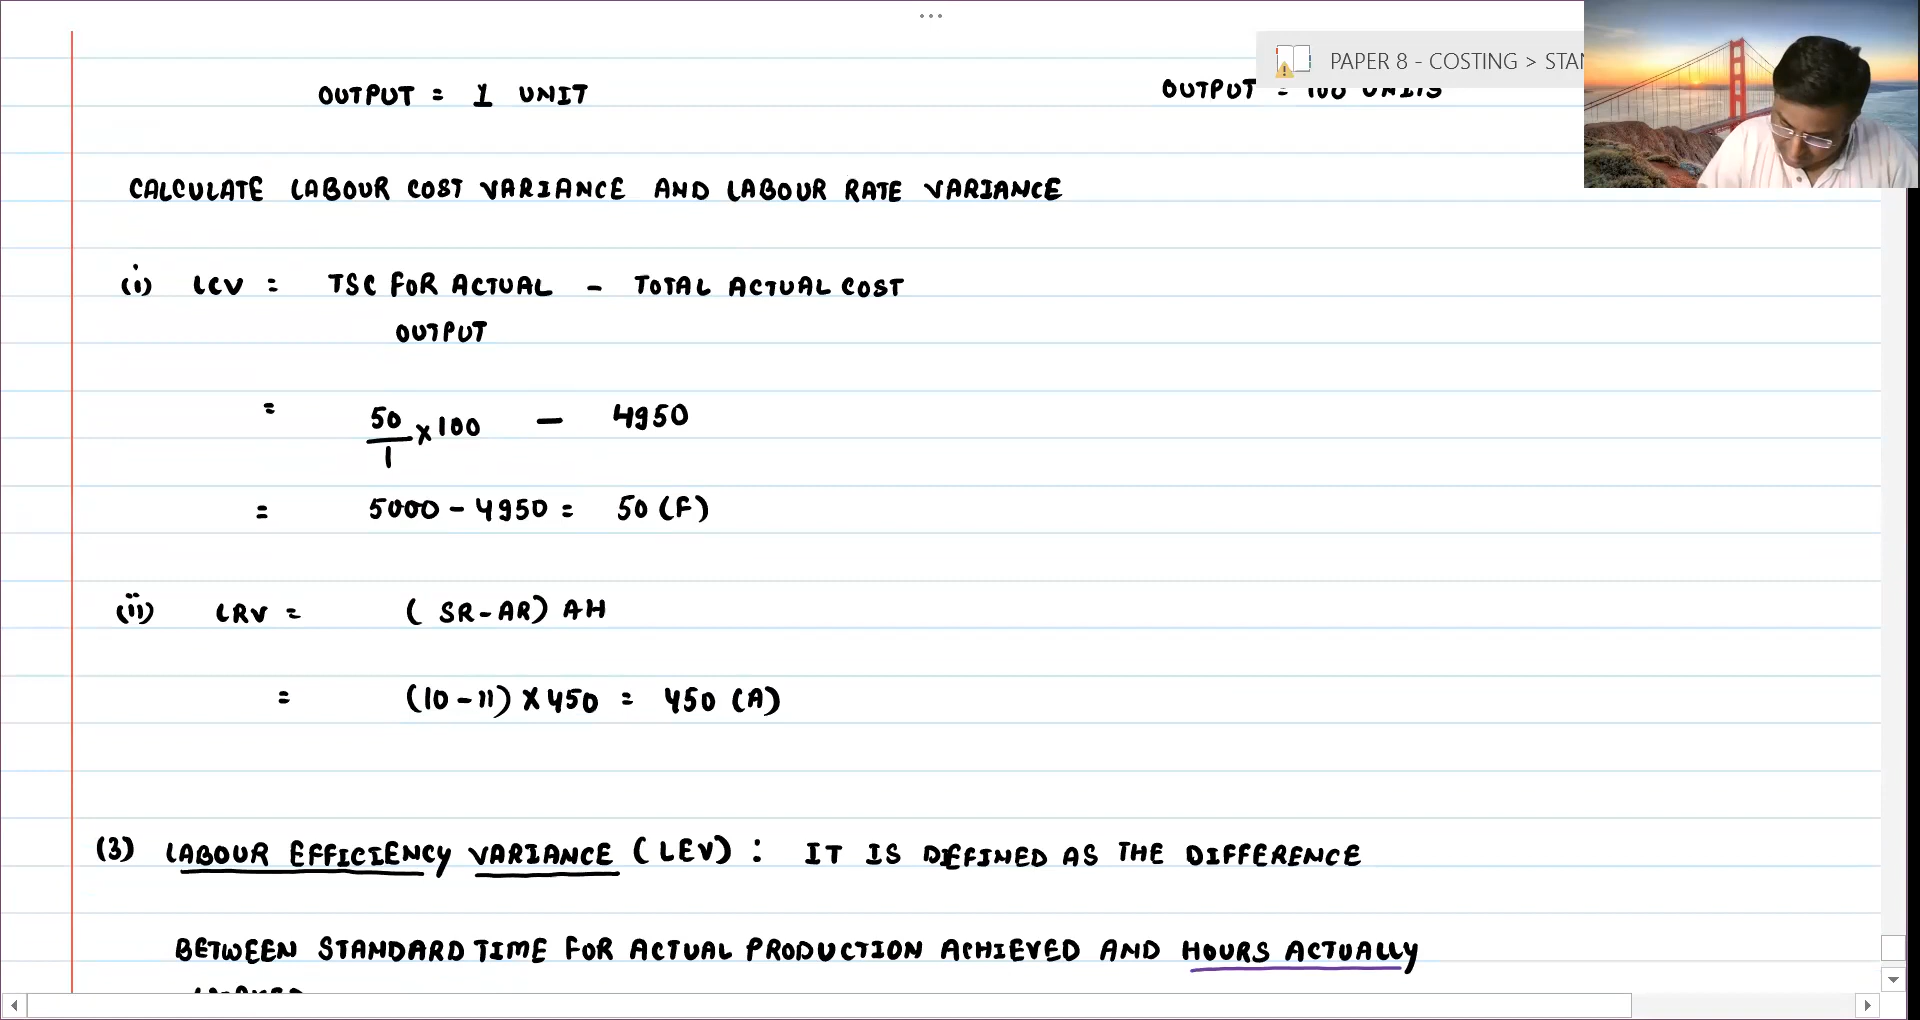 PAPER 8 - COSTING > STAN
OUTPUT = 1 UNIT
OUTPUT = 100 UNITS
CALCULATE LABOUR COST VARIANCE AND LABOUR RATE VARIANCE
(i) LCV = TSC FOR ACTUAL - TOTAL ACTUAL COST
OUTPUT
= 50/1 x 100 - 4950
= 5000 - 4950 = 50 (F)
(ii) LRV = (SR-AR) AH
= (10-11) X 450 = 450 (A)
(3) LABOUR EFFICIENCY VARIANCE (LEV) : IT IS DEFINED AS THE DIFFERENCE
BETWEEN STANDARD TIME FOR ACTUAL PRODUCTION ACHIEVED AND HOURS ACTUALLY